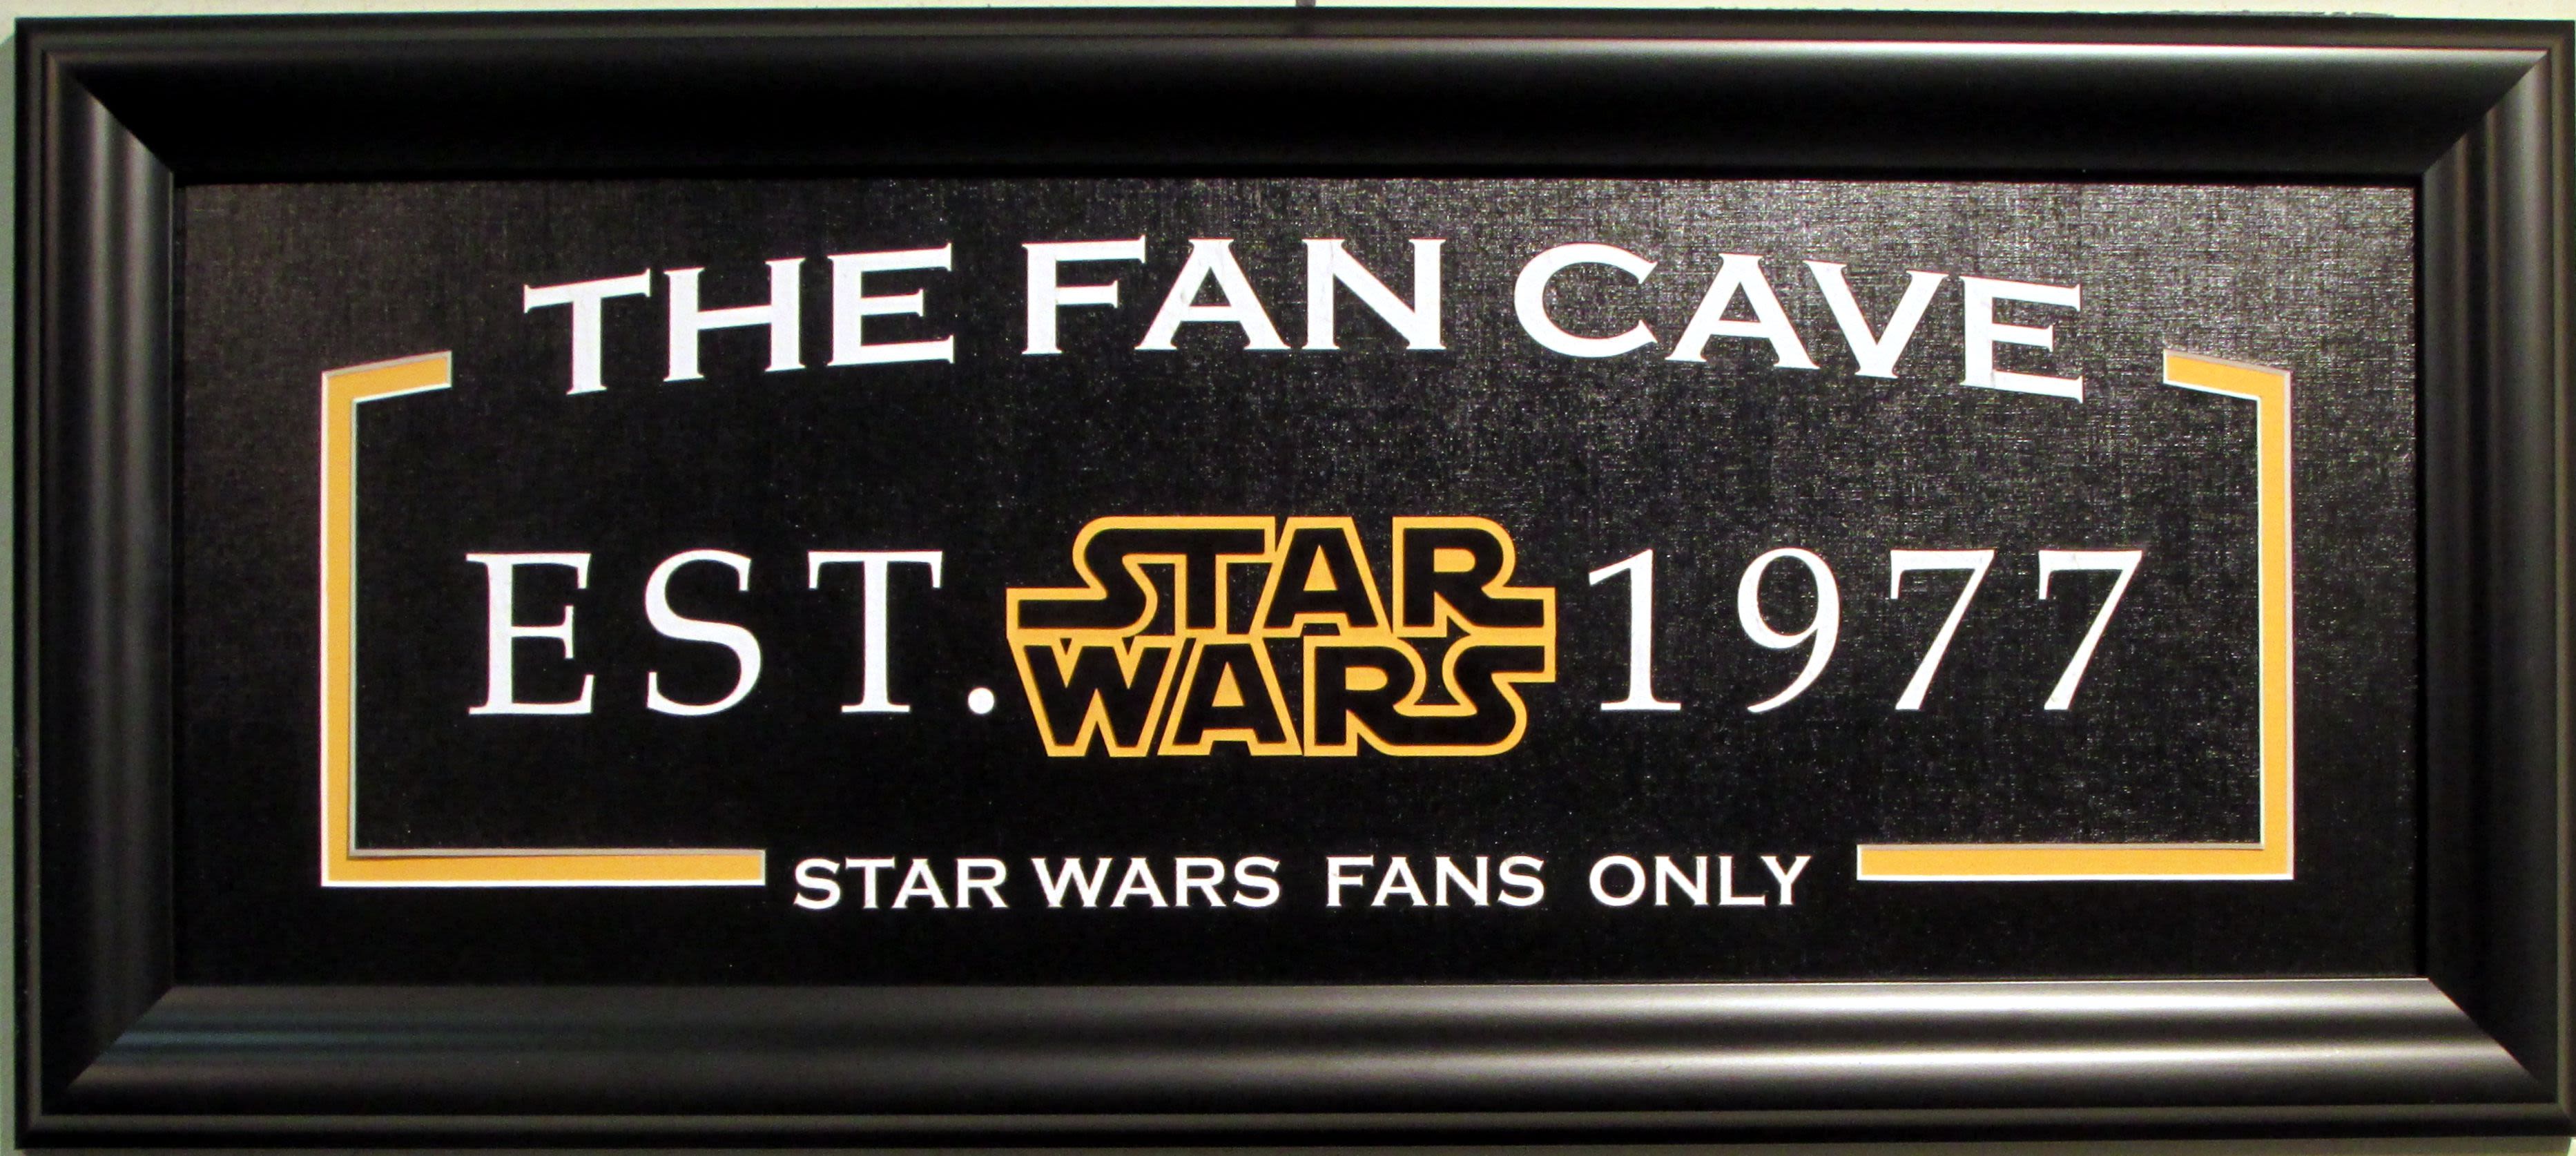 THE FAN CAVE
EST. STAR WARS 1977
STAR WARS FANS ONLY